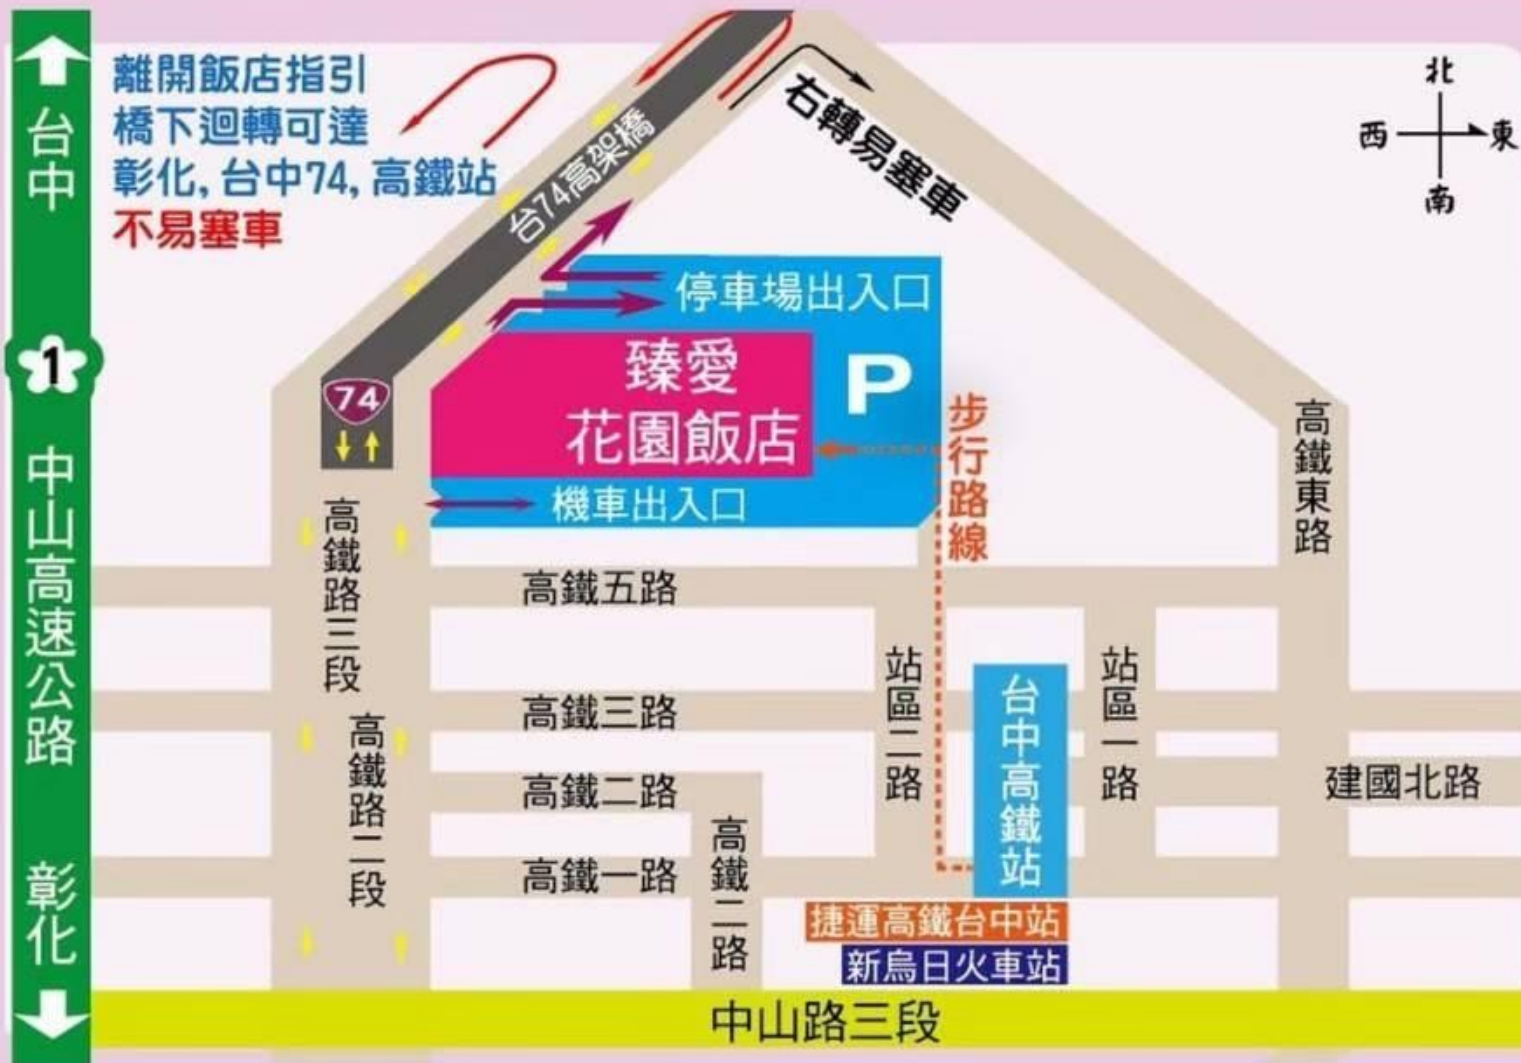 台中
1
中山高速公路
彰化
離開飯店指引
橋下迴轉可達
彰化, 台中74, 高鐵站
不易塞車
台74高架橋
右轉易塞車
北
西
東
南
停車場出入口
臻愛
花園飯店
P
74
機車出入口
步行路線
高鐵東路
高鐵路三段
高鐵五路
高鐵三路
站區二路
台中高鐵站
站區一路
高鐵路二段
高鐵二路
建國北路
高鐵一路
高鐵二路
捷運高鐵台中站
新烏日火車站
中山路三段